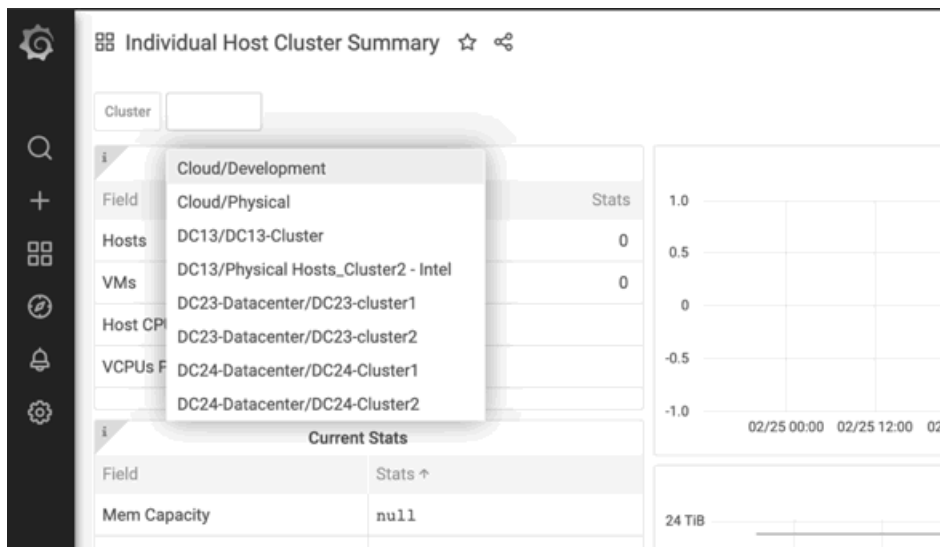 Individual Host Cluster Summary
Cluster
Cloud/Development
Cloud/Physical
DC13/DC13-Cluster
DC13/Physical Hosts_Cluster2 - Intel
DC23-Datacenter/DC23-cluster1
DC23-Datacenter/DC23-cluster2
DC24-Datacenter/DC24-Cluster1
DC24-Datacenter/DC24-Cluster2
i
Field Stats
Hosts 0
VMs 0
Host CP
VCPUs
1.0
0.5
0
-0.5
-1.0
02/25 00:00 02/25 12:00 02
i
Current Stats
Field Stats ↑
Mem Capacity null
24 TiB